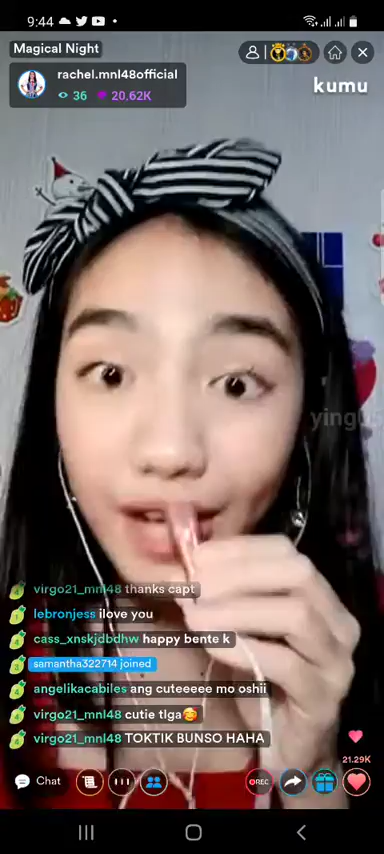 9:44
Magical Night
rachel.mnl48official
36 20,62K
kumu
yingu
virgo21_mnl48 thanks capt
lebronjess ilove you
cass_xnskjdbdhw happy bente k
samantha322714 joined
angelikacabiles ang cuteeeee mo oshii
virgo21_mnl48 cutie tlga🥰
virgo21_mnl48 TOKTIK BUNSO HAHA
21.29K
Chat
REC